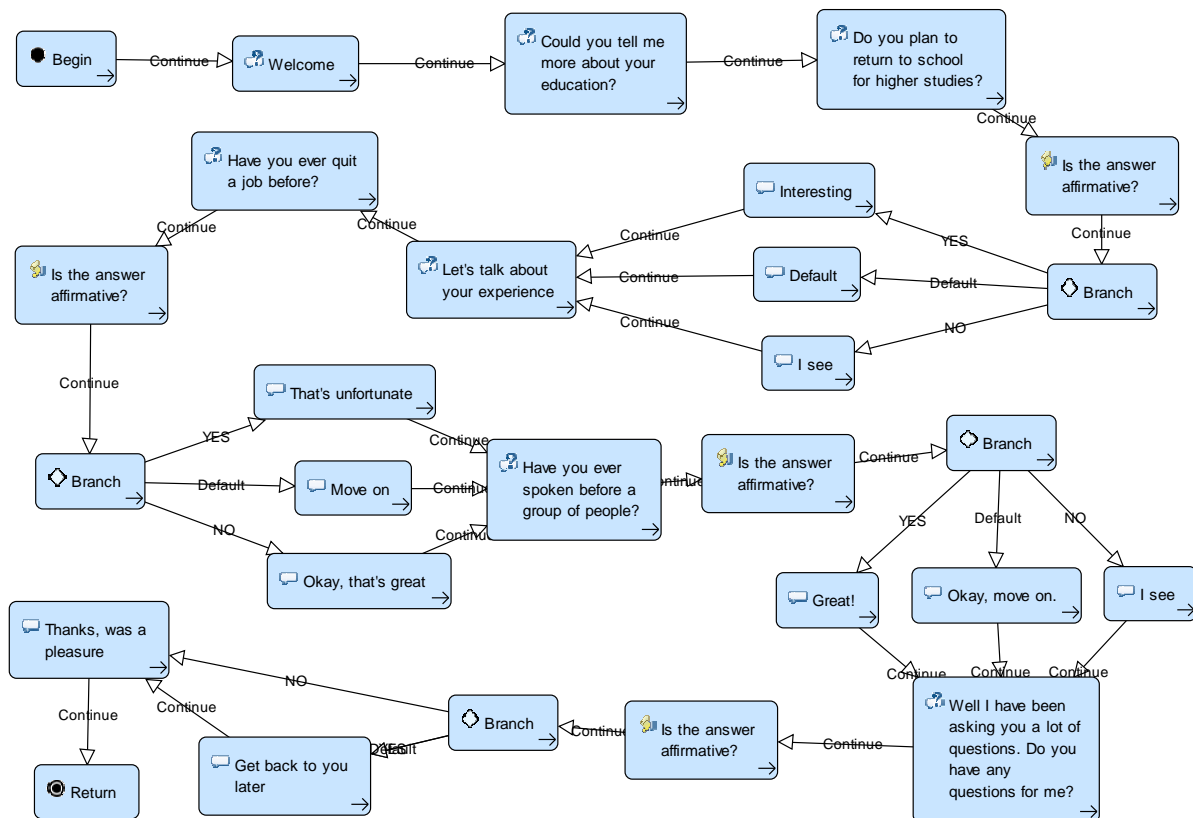 Begin
Continue
Welcome
Continue
Could you tell me
more about your
education?
Continue
Do you plan to
return to school
for higher studies?
Continue
Is the answer
affirmative?
Continue
Branch
YES
Default
NO
Interesting
Default
I see
Continue
Continue
Continue
Let's talk about
your experience
Continue
Have you ever quit
a job before?
Continue
Is the answer
affirmative?
Continue
Branch
YES
Default
NO
That's unfortunate
Move on
Okay, that's great
Continue
Continue
Continue
Have you ever
spoken before a
group of people?
Continue
Is the answer
affirmative?
Continue
Branch
YES
Default
NO
Great!
Okay, move on.
I see
Continue
Continue
Continue
Well I have been
asking you a lot of
questions. Do you
have any
questions for me?
Continue
Is the answer
affirmative?
Continue
Branch
NO
Default
YES
Get back to you
later
Continue
Thanks, was a
pleasure
Continue
Return